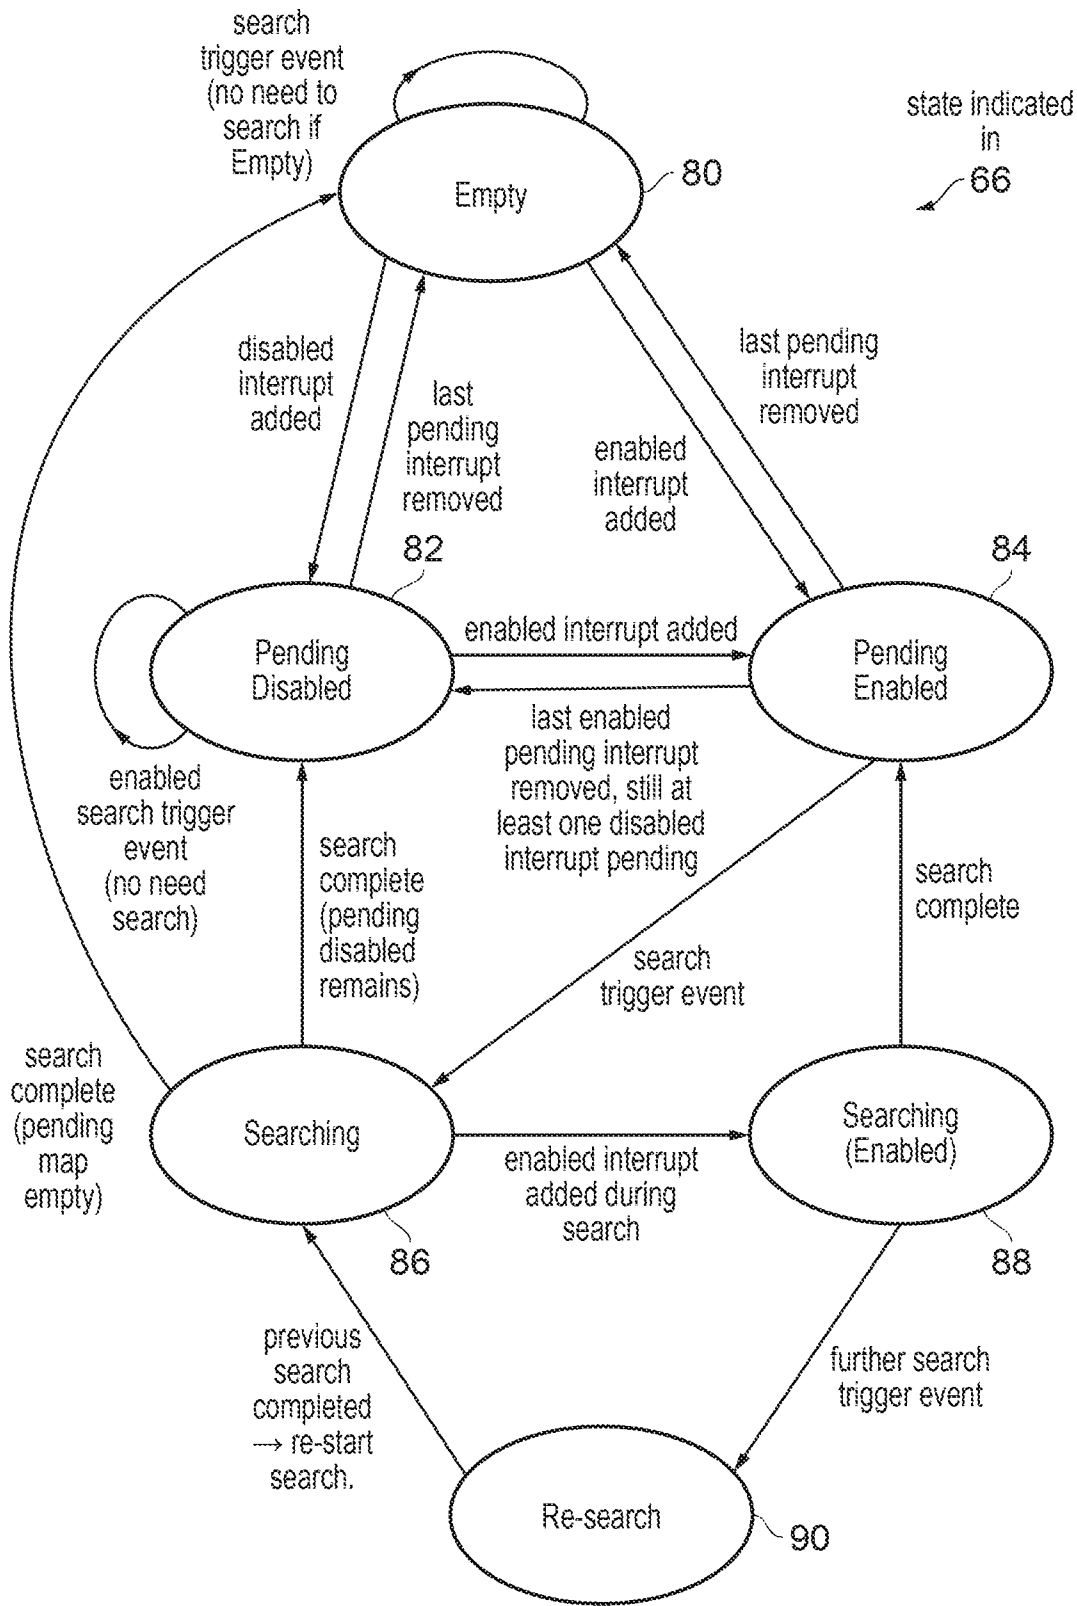 search
trigger event
(no need to
search if
Empty)
state indicated
in
66
Empty
80
disabled
interrupt
added
last
pending
interrupt
removed
last pending
interrupt
removed
enabled
interrupt
added
82
84
Pending
Disabled
enabled interrupt added
Pending
Enabled
last enabled
pending interrupt
removed, still at
least one disabled
interrupt pending
enabled
search trigger
event
(no need
search)
search
complete
(pending
disabled
remains)
search
complete
search
trigger event
search
complete
(pending
map
empty)
Searching
Searching
(Enabled)
enabled interrupt
added during
search
86
88
previous
search
completed
→ re-start
search.
further search
trigger event
Re-search
90